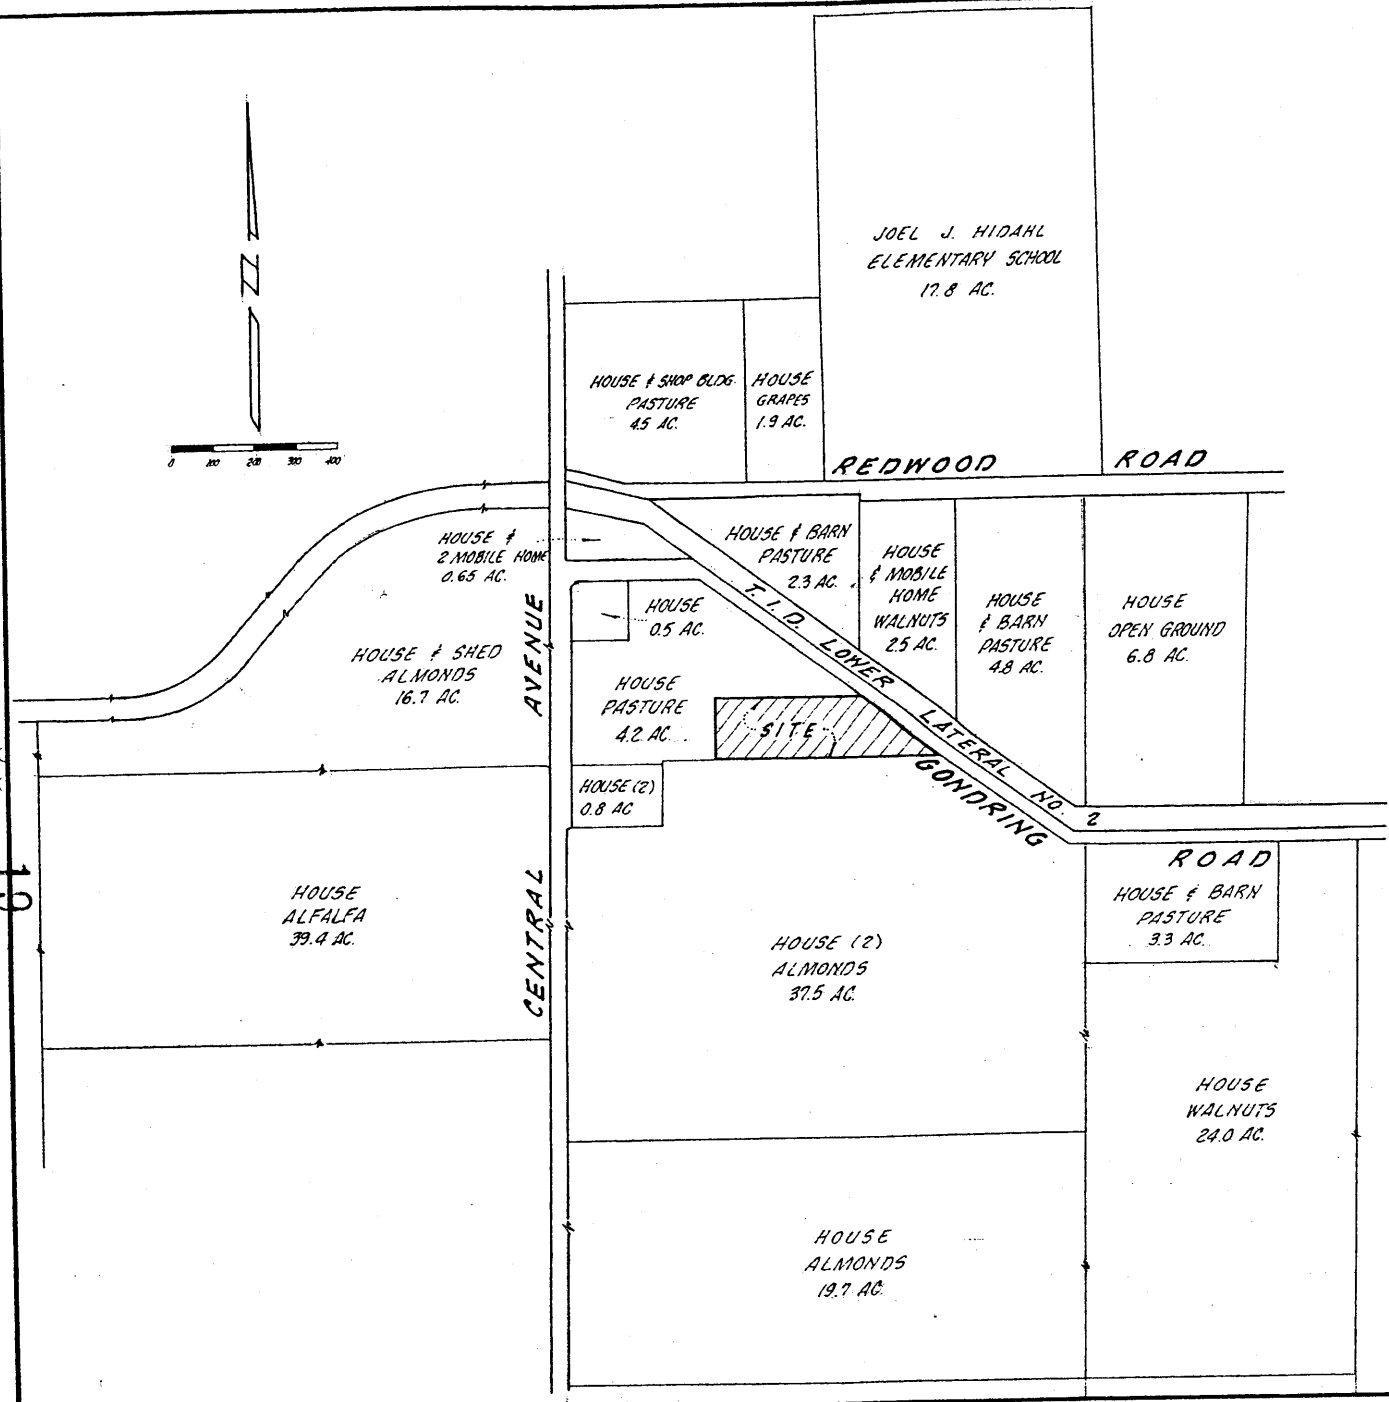 JOEL J. HIDAHL
ELEMENTARY SCHOOL
17.8 AC.
N
0 100 200 300 400
HOUSE & SHOP BLDG.
PASTURE
4.5 AC.
HOUSE
GRAPES
1.9 AC.
REDWOOD ROAD
HOUSE &
2 MOBILE HOME
0.65 AC.
HOUSE & BARN
PASTURE
2.3 AC.
HOUSE
& MOBILE
HOME
WALNUTS
2.5 AC.
HOUSE
& BARN
PASTURE
4.8 AC.
HOUSE
OPEN GROUND
6.8 AC.
HOUSE
0.5 AC.
T.I.D. LOWER LATERAL NO. 2
HOUSE & SHED
ALMONDS
16.7 AC.
HOUSE
PASTURE
4.2 AC.
SITE
HOUSE (2)
0.8 AC
GONDRING ROAD
CENTRAL AVENUE
HOUSE & BARN
PASTURE
3.3 AC.
19
HOUSE
ALFALFA
39.4 AC.
HOUSE (2)
ALMONDS
37.5 AC.
HOUSE
WALNUTS
24.0 AC.
HOUSE
ALMONDS
19.7 AC.